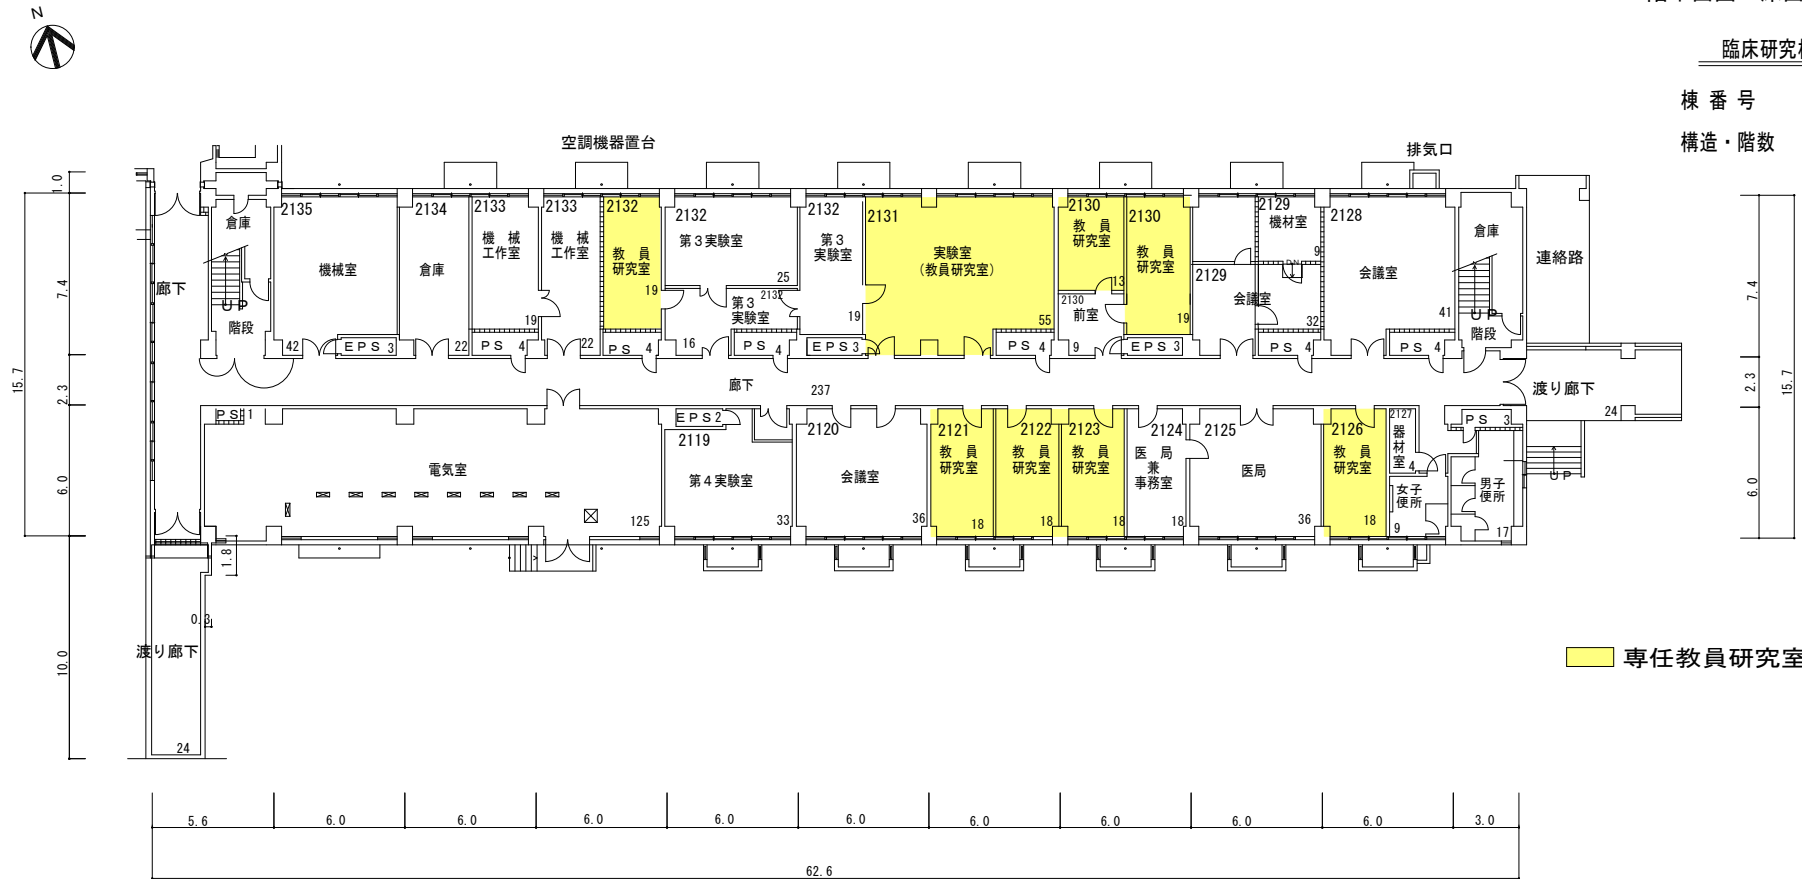 N
臨床研究
棟 番 号
構造・階数
空調機器置台
排気口
1.0
7.4
2.3
15.7
6.0
1.8
0.3
10.0
倉庫
廊下
UP
階段
2135
機械室
42
EPS 3
2134
倉庫
22
2133
機 械
工作室
19
PS 4
2133
機 械
工作室
22
2132
教 員
研究室
19
PS 4
2132
第３実験室
25
2132
第３
実験室
16
PS 4
2132
第３
実験室
19
EPS 3
2131
実験室
（教員研究室）
55
PS 4
2130
教 員
研究室
13
2130
前室
9
2130
教 員
研究室
19
EPS 3
2129
機材室
9
DN
2129
会議室
32
PS 4
2128
会議室
41
PS 4
倉庫
UP
階段
連絡路
7.4
2.3
15.7
6.0
廊下
237
渡り廊下
24
PS 1
電気室
125
EPS 2
2119
第４実験室
33
2120
会議室
36
2121
教 員
研究室
18
2122
教 員
研究室
18
2123
教 員
研究室
18
2124
医 局
兼
事務室
18
2125
医局
36
2126
教 員
研究室
18
2127
器
材
室
4
女子
便所
9
PS 3
男子
便所
17
UP
渡り廊下
24
専任教員研究室
5.6
6.0
6.0
6.0
6.0
6.0
6.0
6.0
6.0
6.0
3.0
62.6